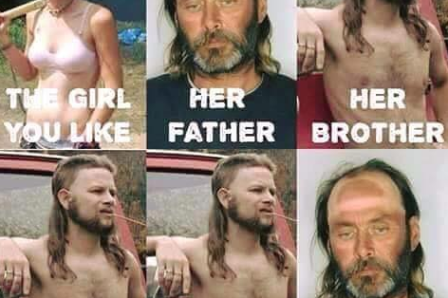 THE GIRL
YOU LIKE
HER
FATHER
HER
BROTHER